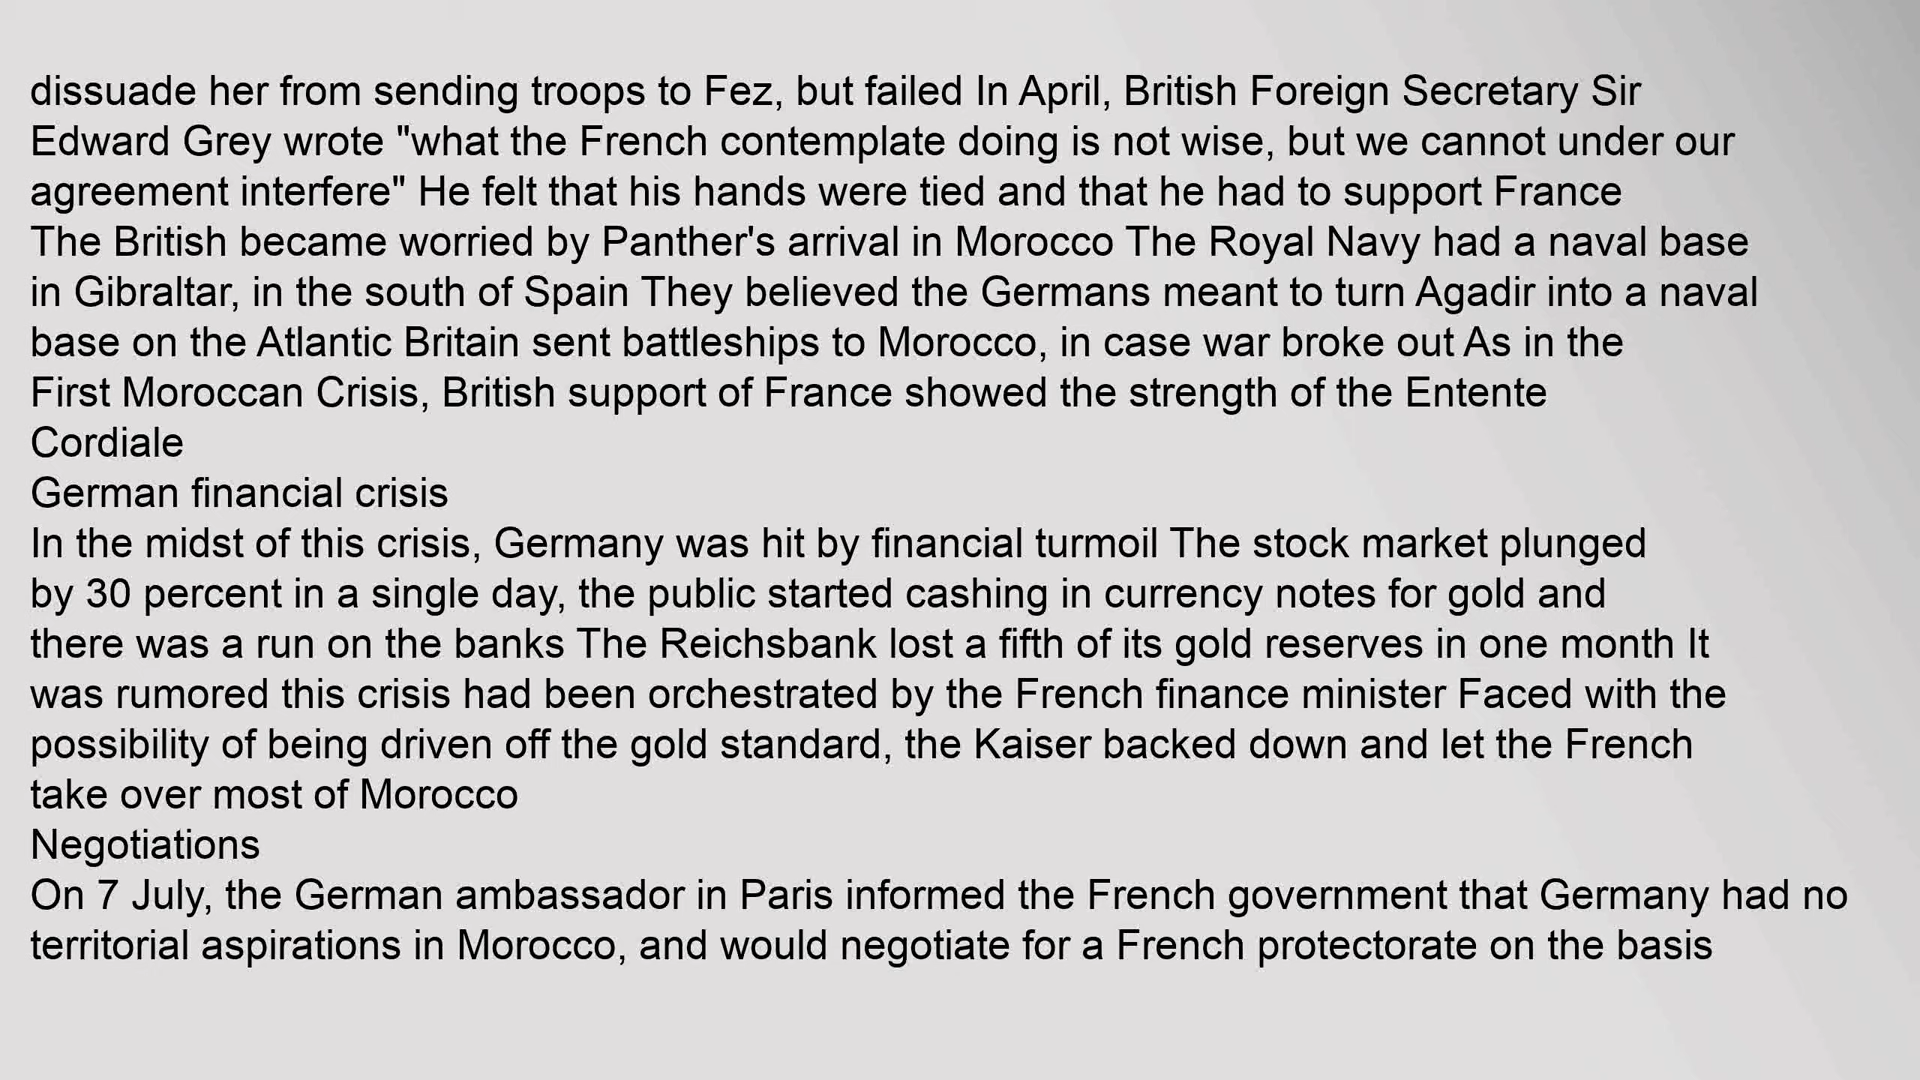 dissuade her from sending troops to Fez, but failed In April, British Foreign Secretary Sir
Edward Grey wrote "what the French contemplate doing is not wise, but we cannot under our
agreement interfere" He felt that his hands were tied and that he had to support France
The British became worried by Panther's arrival in Morocco The Royal Navy had a naval base
in Gibraltar, in the south of Spain They believed the Germans meant to turn Agadir into a naval
base on the Atlantic Britain sent battleships to Morocco, in case war broke out As in the
First Moroccan Crisis, British support of France showed the strength of the Entente
Cordiale
German financial crisis
In the midst of this crisis, Germany was hit by financial turmoil The stock market plunged
by 30 percent in a single day, the public started cashing in currency notes for gold and
there was a run on the banks The Reichsbank lost a fifth of its gold reserves in one month It
was rumored this crisis had been orchestrated by the French finance minister Faced with the
possibility of being driven off the gold standard, the Kaiser backed down and let the French
take over most of Morocco
Negotiations
On 7 July, the German ambassador in Paris informed the French government that Germany had no
territorial aspirations in Morocco, and would negotiate for a French protectorate on the basis